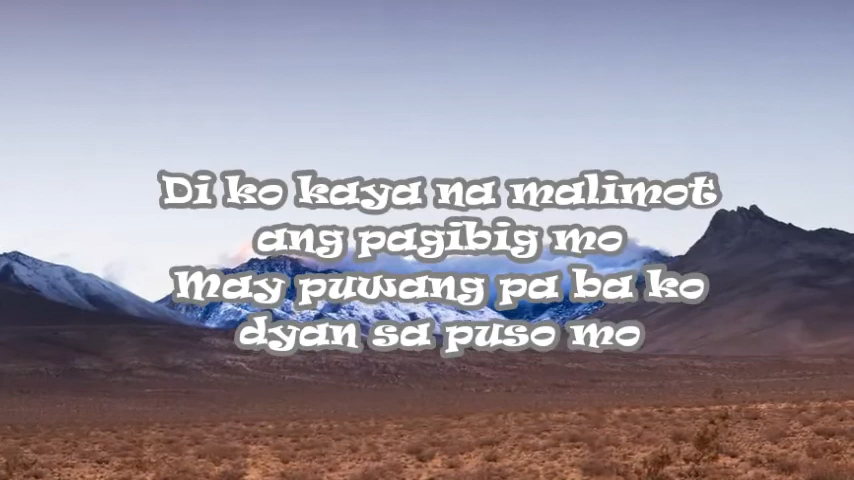 Di ko kaya na malimot
ang pagibig mo
May puwang pa ba ko
dyan sa puso mo